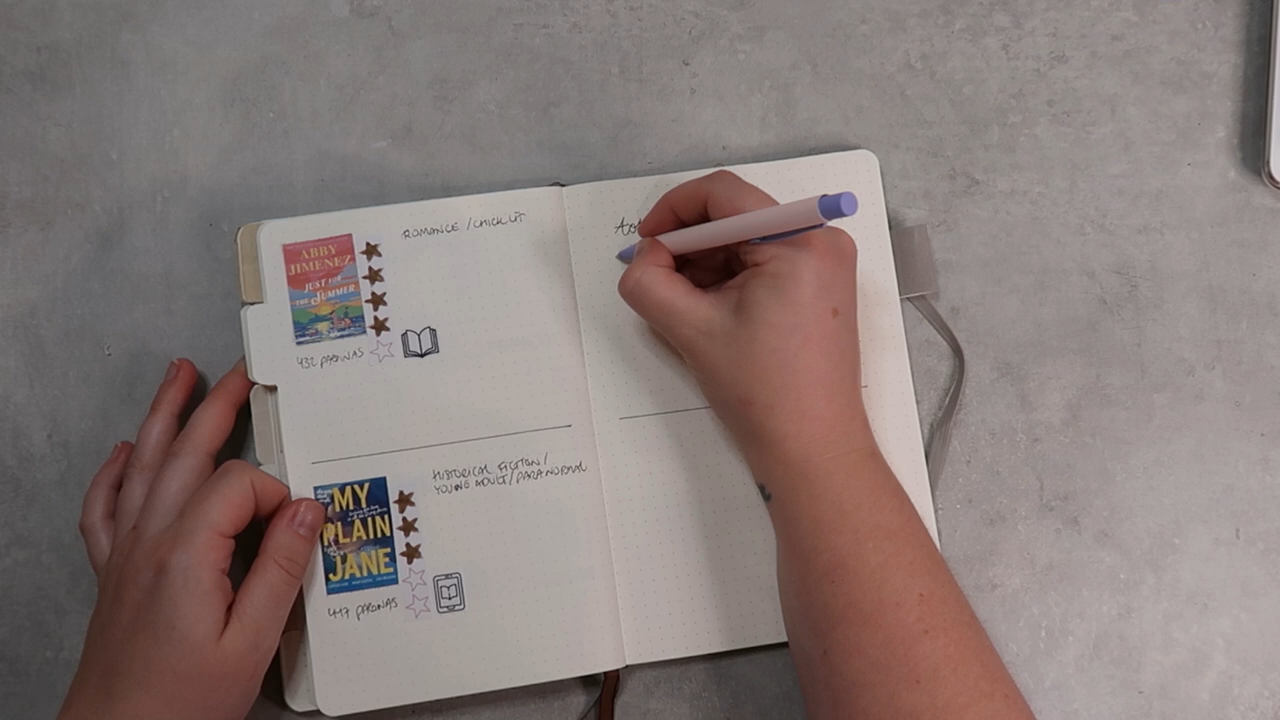 ROMANCE / CHICK LIT
ABBY
JIMENEZ
JUST FOR
THE SUMMER
432 PÁGINAS
HISTORICAL FICTION /
YOUNG ADULT / PARANORMAL
MY
PLAIN
JANE
447 PÁGINAS